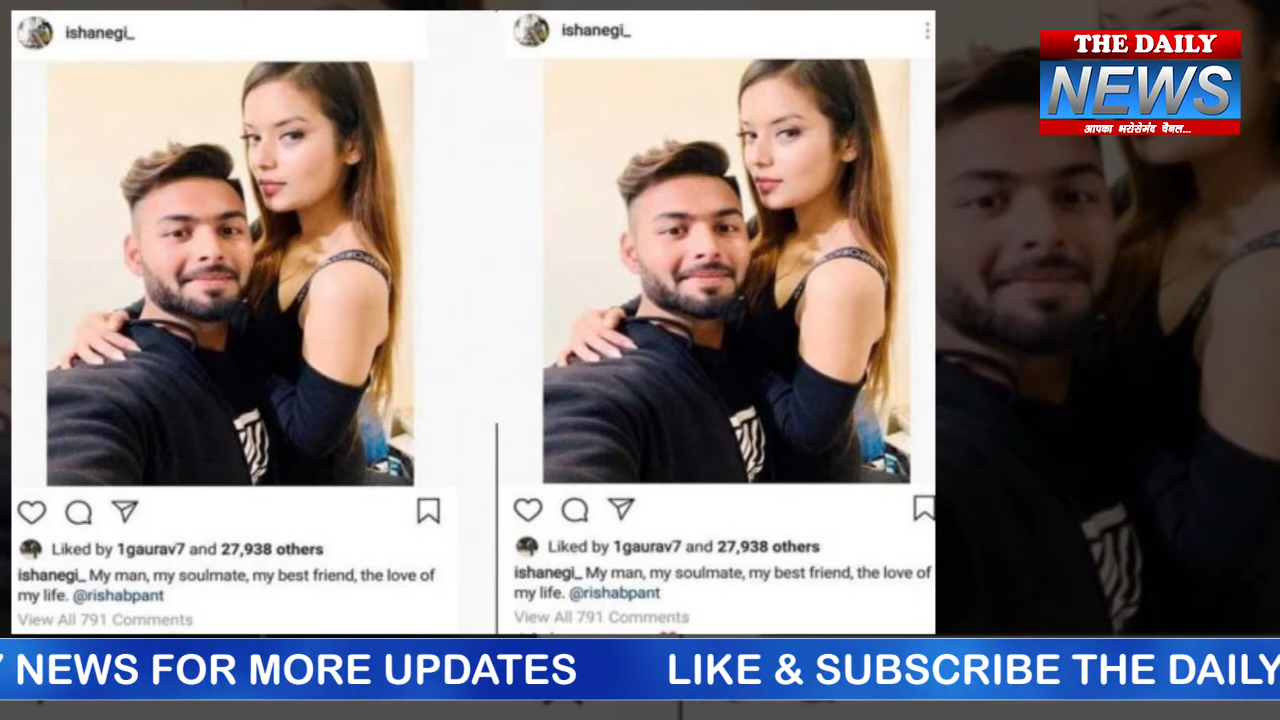 ishanegi_
Liked by 1gaurav7 and 27,938 others
ishanegi_ My man, my soulmate, my best friend, the love of
my life. @rishabpant
View All 791 Comments
ishanegi_
Liked by 1gaurav7 and 27,938 others
ishanegi_ My man, my soulmate, my best friend, the love of
my life. @rishabpant
View All 791 Comments
THE DAILY
NEWS
आपका भरोसेमंद चैनल...
NEWS FOR MORE UPDATES LIKE & SUBSCRIBE THE DAILY